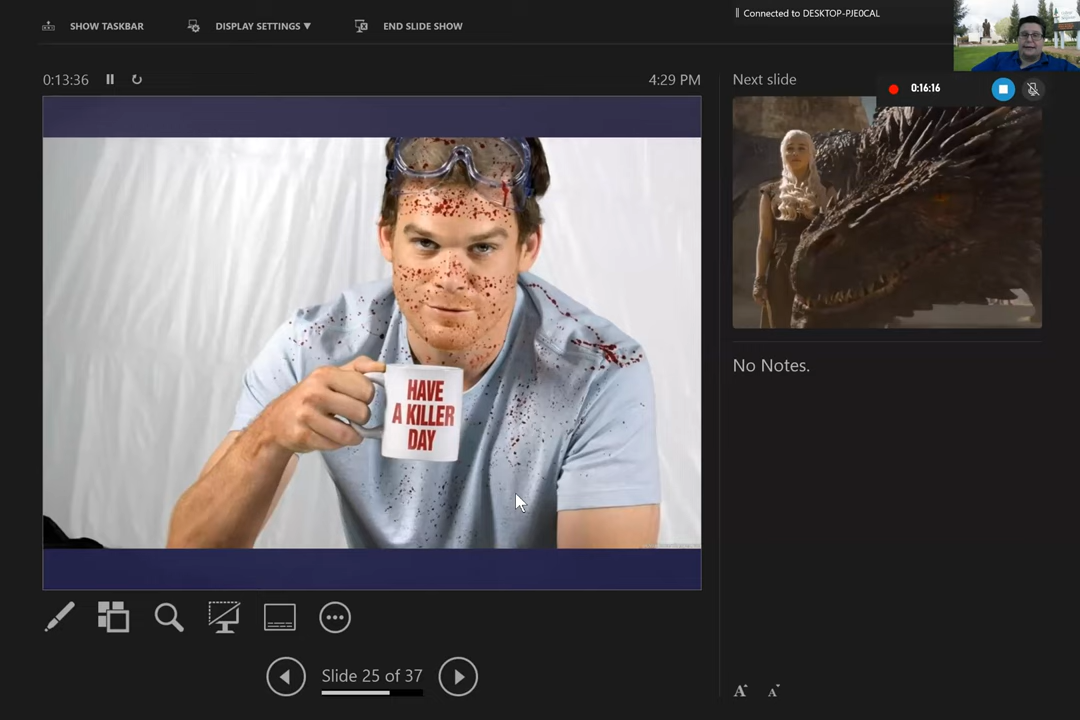 SHOW TASKBAR
DISPLAY SETTINGS ▼
END SLIDE SHOW
Connected to DESKTOP-PJE0CAL
0:13:36
4:29 PM
Next slide
0:16:16
HAVE
A KILLER
DAY
No Notes.
Slide 25 of 37
A
A